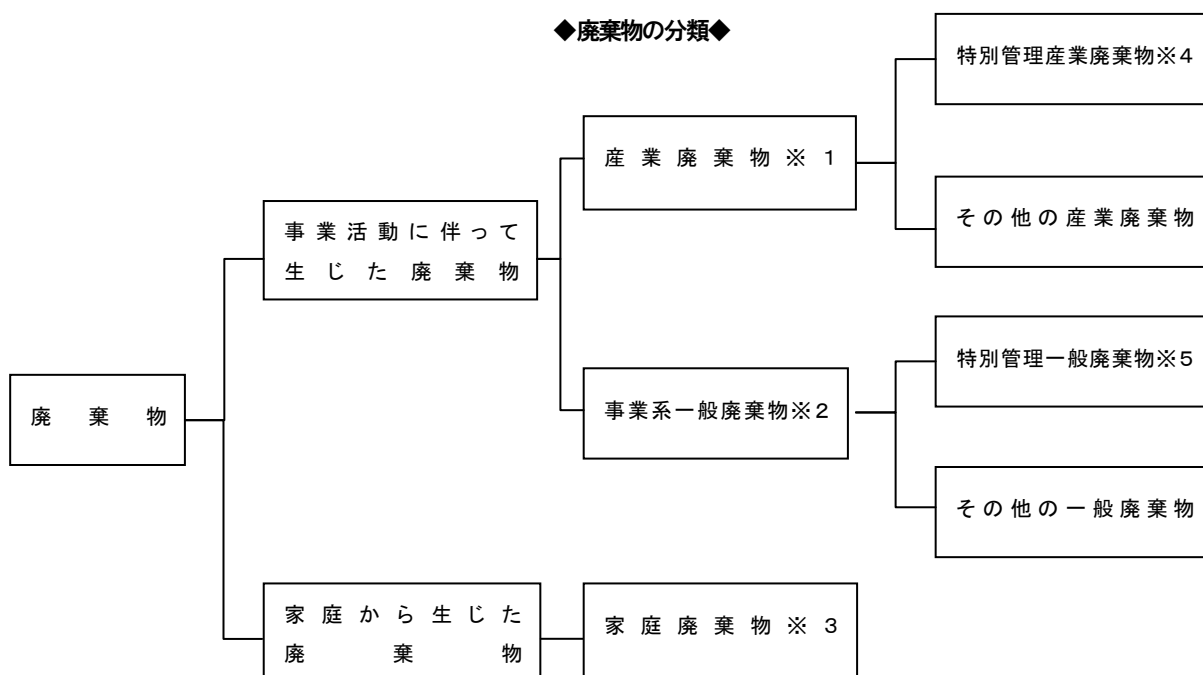 ◆廃棄物の分類◆
特別管理産業廃棄物※4
産業廃棄物※1
その他の産業廃棄物
事業活動に伴って
生じた廃棄物
特別管理一般廃棄物※5
廃棄物
事業系一般廃棄物※2
その他の一般廃棄物
家庭から生じた
廃棄物
家庭廃棄物※3